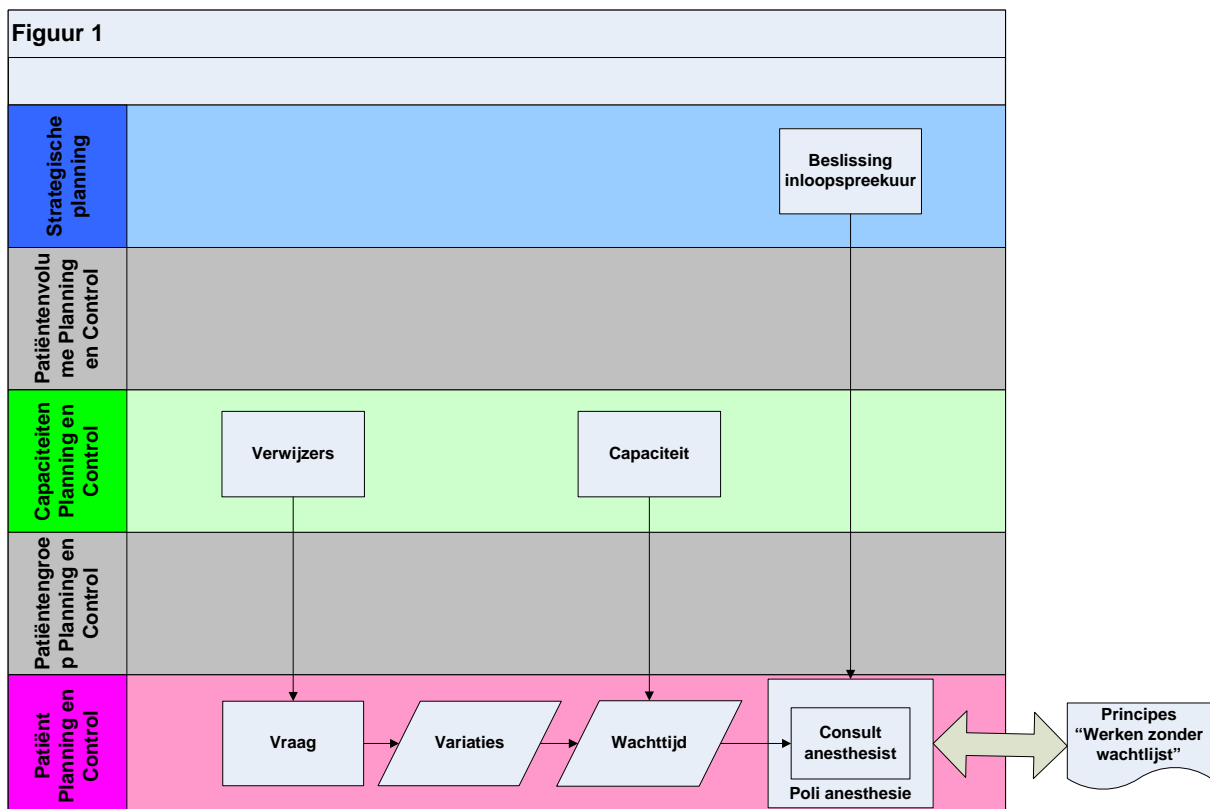 Figuur 1
Strategische
planning
Beslissing
inloopspreekuur
Patiëntenvolu
me Planning
en Control
Capaciteiten
Planning en
Control
Verwijzers
Capaciteit
Patiëntengroe
p Planning en
Control
Patiënt
Planning en
Control
Vraag
Variaties
Wachttijd
Consult
anesthesist
Poli anesthesie
Principes
“Werken zonder
wachtlijst”